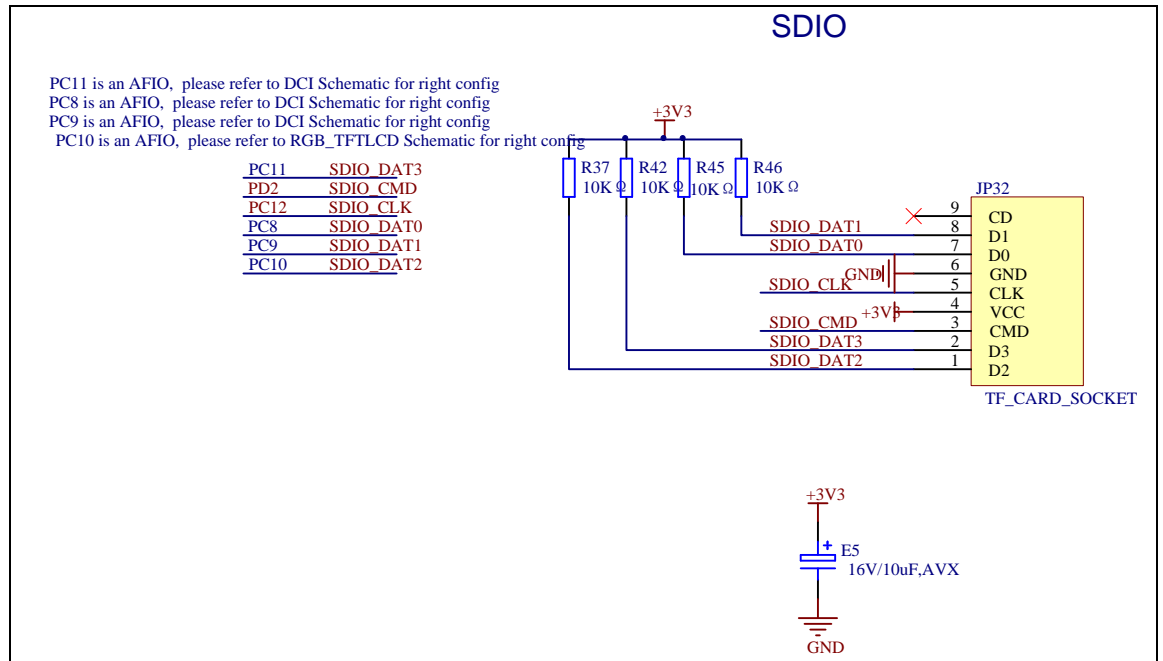 SDIO
PC11 is an AFIO, please refer to DCI Schematic for right config
PC8 is an AFIO, please refer to DCI Schematic for right config
PC9 is an AFIO, please refer to DCI Schematic for right config
PC10 is an AFIO, please refer to RGB_TFTLCD Schematic for right config
PC11 SDIO_DAT3
PD2 SDIO_CMD
PC12 SDIO_CLK
PC8 SDIO_DAT0
PC9 SDIO_DAT1
PC10 SDIO_DAT2
+3V3
R37 R42 R45 R46
10KΩ 10KΩ 10KΩ 10KΩ
JP32
9 CD
SDIO_DAT1 8 D1
SDIO_DAT0 7 D0
GND 6 GND
SDIO_CLK 5 CLK
+3V3 4 VCC
SDIO_CMD 3 CMD
SDIO_DAT3 2 D3
SDIO_DAT2 1 D2
TF_CARD_SOCKET
+3V3
+ E5
16V/10uF,AVX
GND